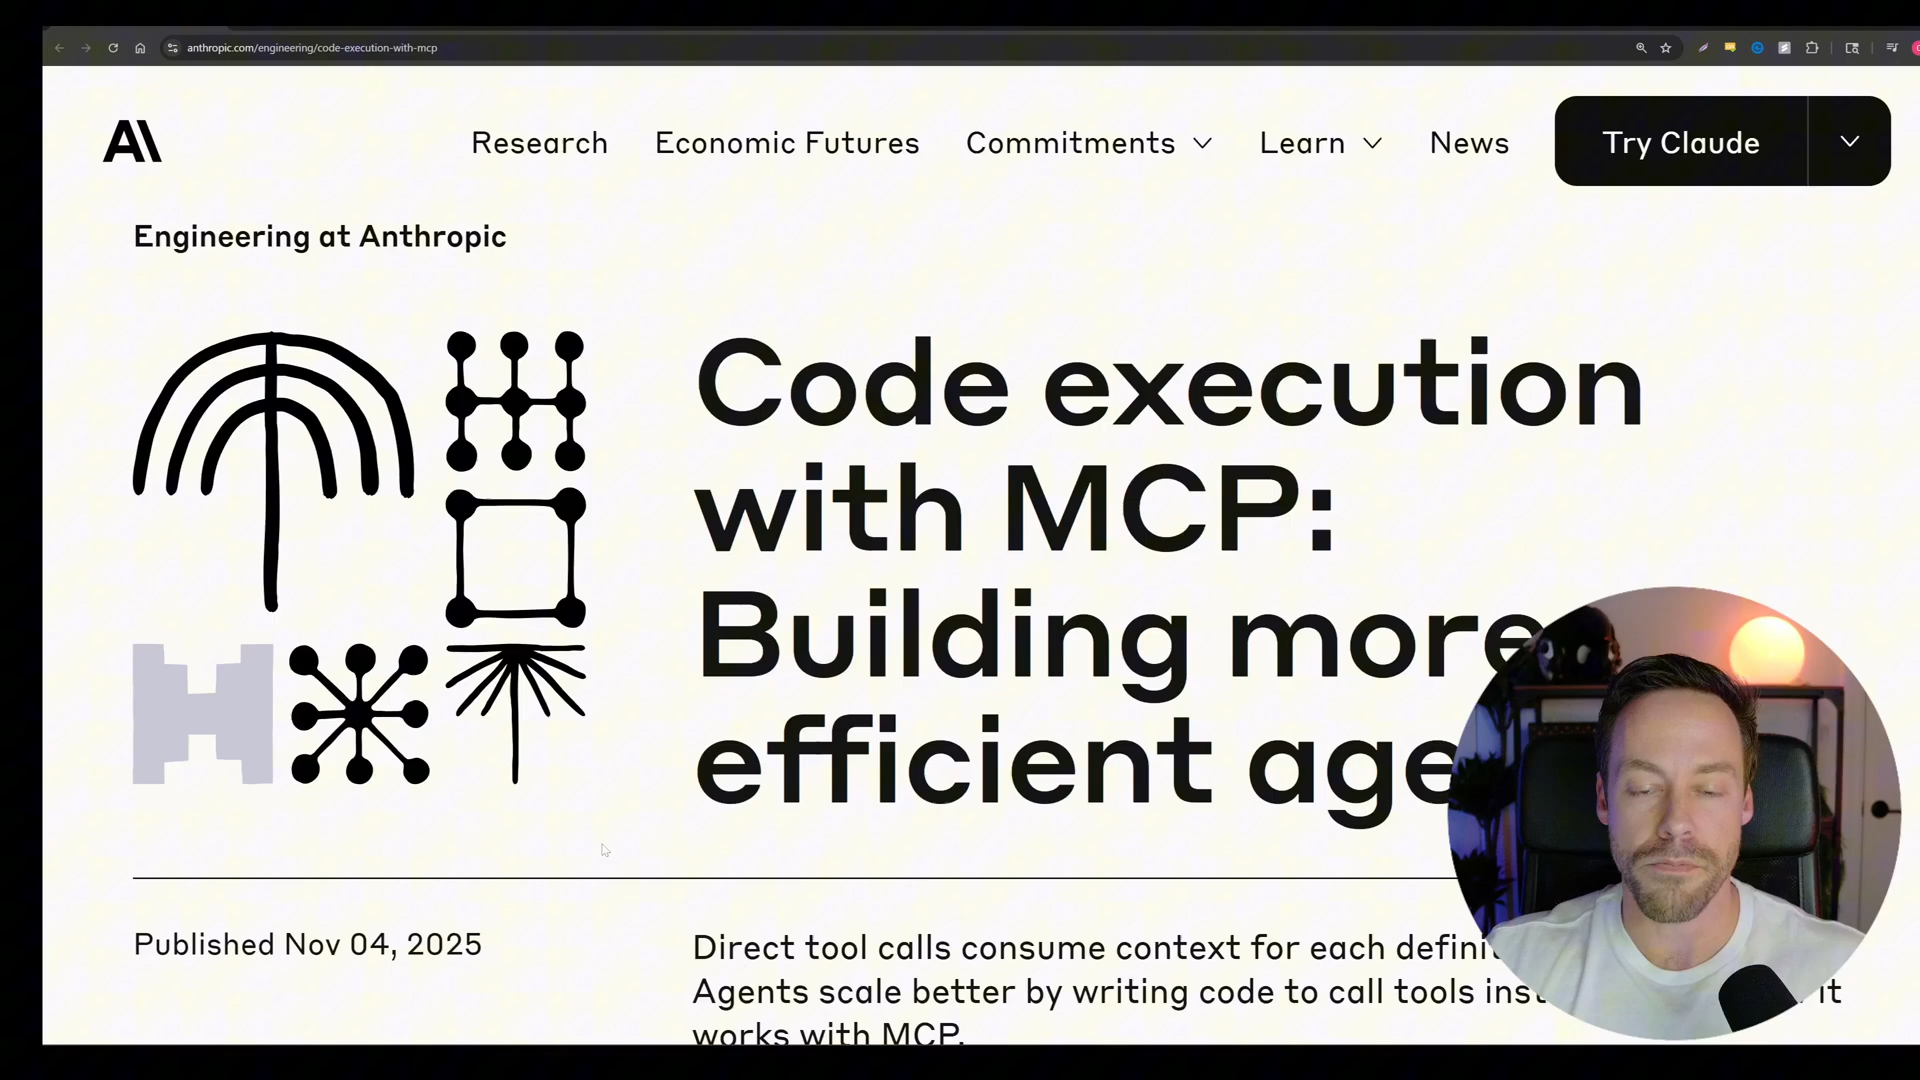 anthropic.com/engineering/code-execution-with-mcp
Research Economic Futures Commitments Learn News Try Claude
Engineering at Anthropic
Code execution
with MCP:
Building more
efficient age
Published Nov 04, 2025
Direct tool calls consume context for each defini
Agents scale better by writing code to call tools inst it
works with MCP.